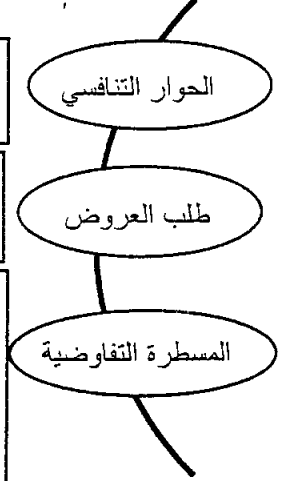 الحوار التنافسي
طلب العروض
المسطرة التفاوضية